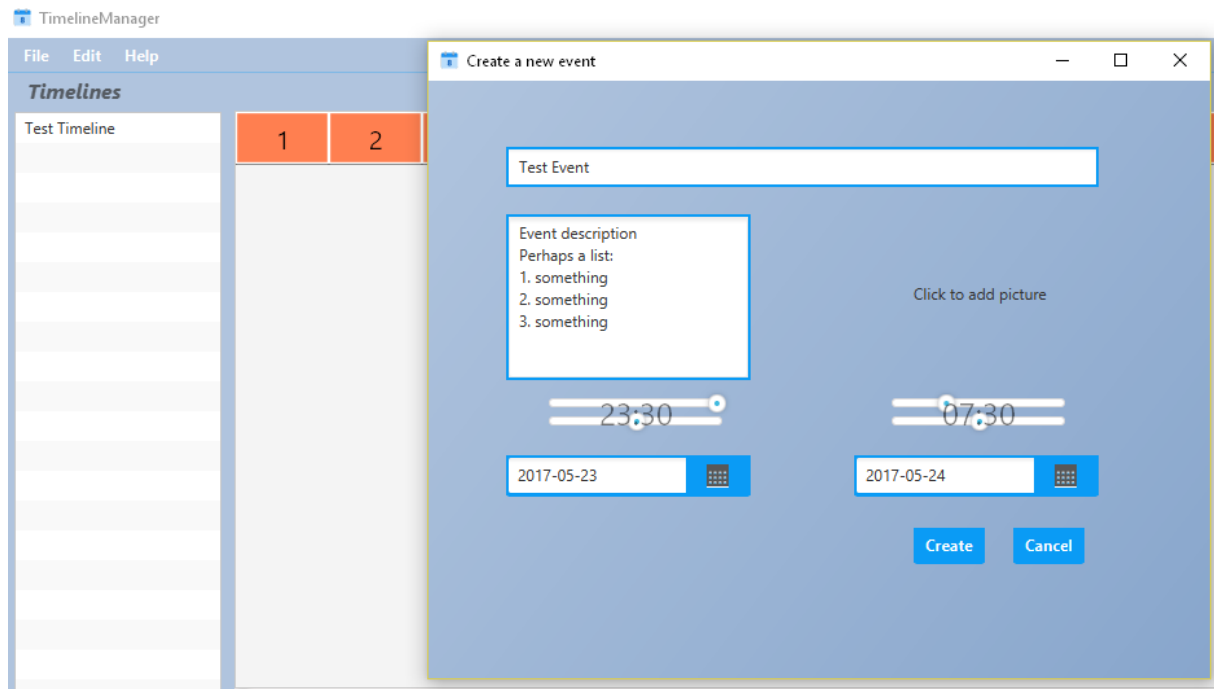 TimelineManager
File Edit Help
Timelines
Test Timeline
1 2
Create a new event
Test Event
Event description
Perhaps a list:
1. something
2. something
3. something
Click to add picture
23:30 07:30
2017-05-23 2017-05-24
Create Cancel